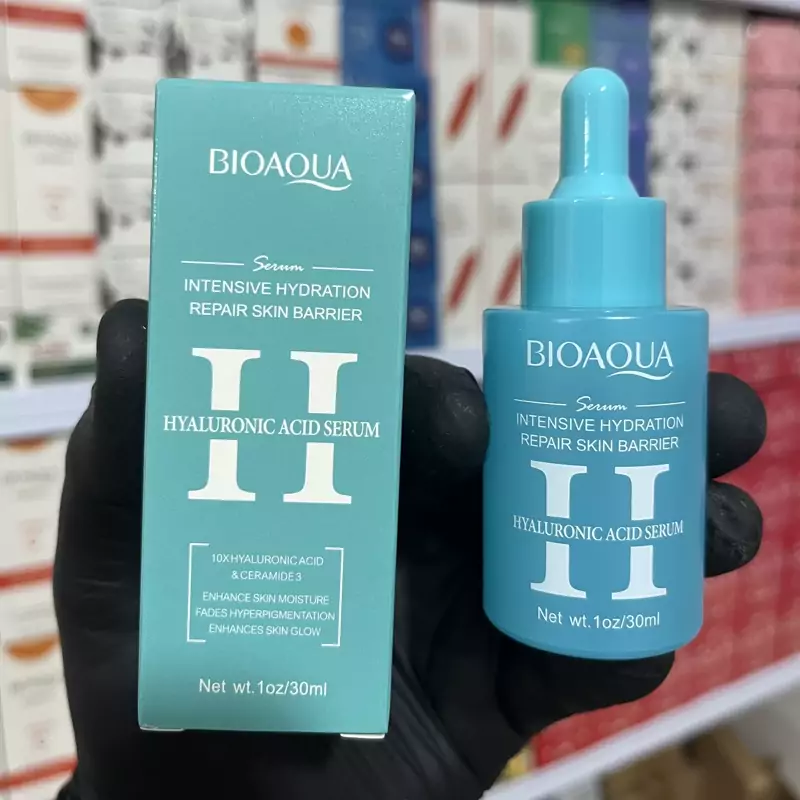 BIOAQUA
Serum
INTENSIVE HYDRATION
REPAIR SKIN BARRIER
H
HYALURONIC ACID SERUM
10XHYALURONIC ACID
& CERAMIDE 3
ENHANCE SKIN MOISTURE
FADES HYPERPIGMENTATION
ENHANCES SKIN GLOW
Net wt.1oz/30ml
BIOAQUA
Serum
INTENSIVE HYDRATION
REPAIR SKIN BARRIER
H
HYALURONIC ACID SERUM
Net wt.1oz/30ml